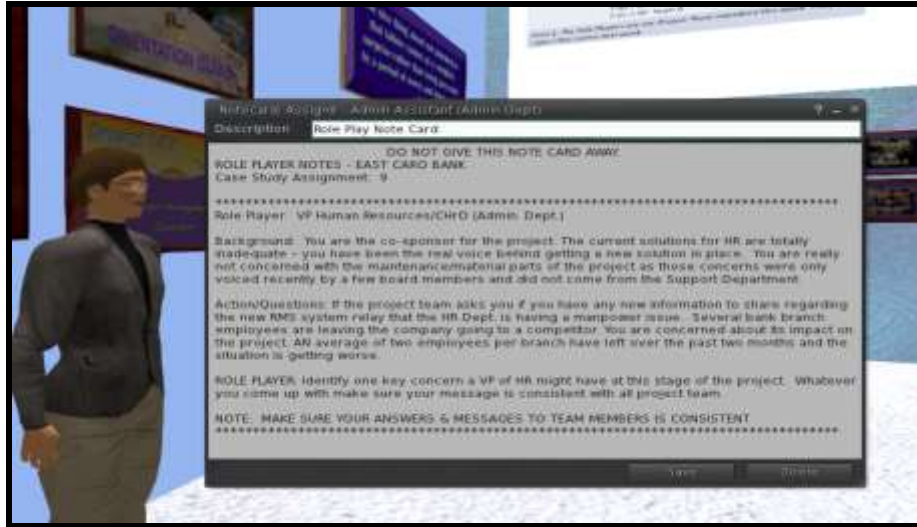 ORIENTATION
Notecard: Assign9 - Admin Assistant (Admin Dept)
Description: Role Play Note Card
DO NOT GIVE THIS NOTE CARD AWAY.
ROLE PLAYER NOTES - EAST CARO BANK
Case Study Assignment: 9
Role Player: VP Human Resources/CHrO (Admin. Dept.)
Background: You are the co-sponsor for the project. The current solutions for HR are totally
inadequate - you have been the real voice behind getting a new solution in place. You are really
not concerned with the maintenance/material parts of the project as those concerns were only
voiced recently by a few board members and did not come from the Support Department.
Action/Questions: If the project team asks you if you have any new information to share regarding
the new RMS system relay that the HR Dept. is having a manpower issue. Several bank branch
employees are leaving the company going to a competitor. You are concerned about its impact on
the project. AN average of two employees per branch have left over the past two months and the
situation is getting worse.
ROLE PLAYER: Identify one key concern a VP of HR might have at this stage of the project. Whatever
you come up with make sure your message is consistent with all project team.
NOTE: MAKE SURE YOUR ANSWERS & MESSAGES TO TEAM MEMBERS IS CONSISTENT
Save Delete